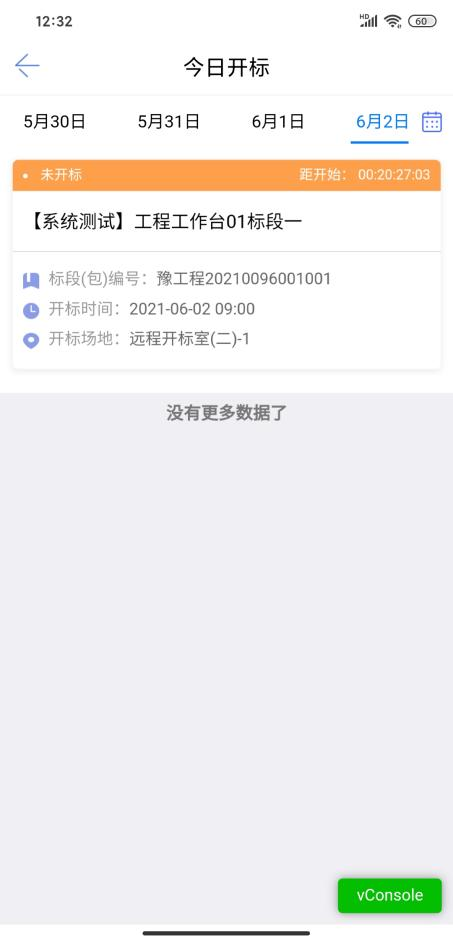 12:32
HD
60
今日开标
5月30日 5月31日 6月1日 6月2日
未开标 距开始： 00:20:27:03
【系统测试】工程工作台01标段一
标段(包)编号：豫工程20210096001001
开标时间：2021-06-02 09:00
开标场地：远程开标室(二)-1
没有更多数据了
vConsole